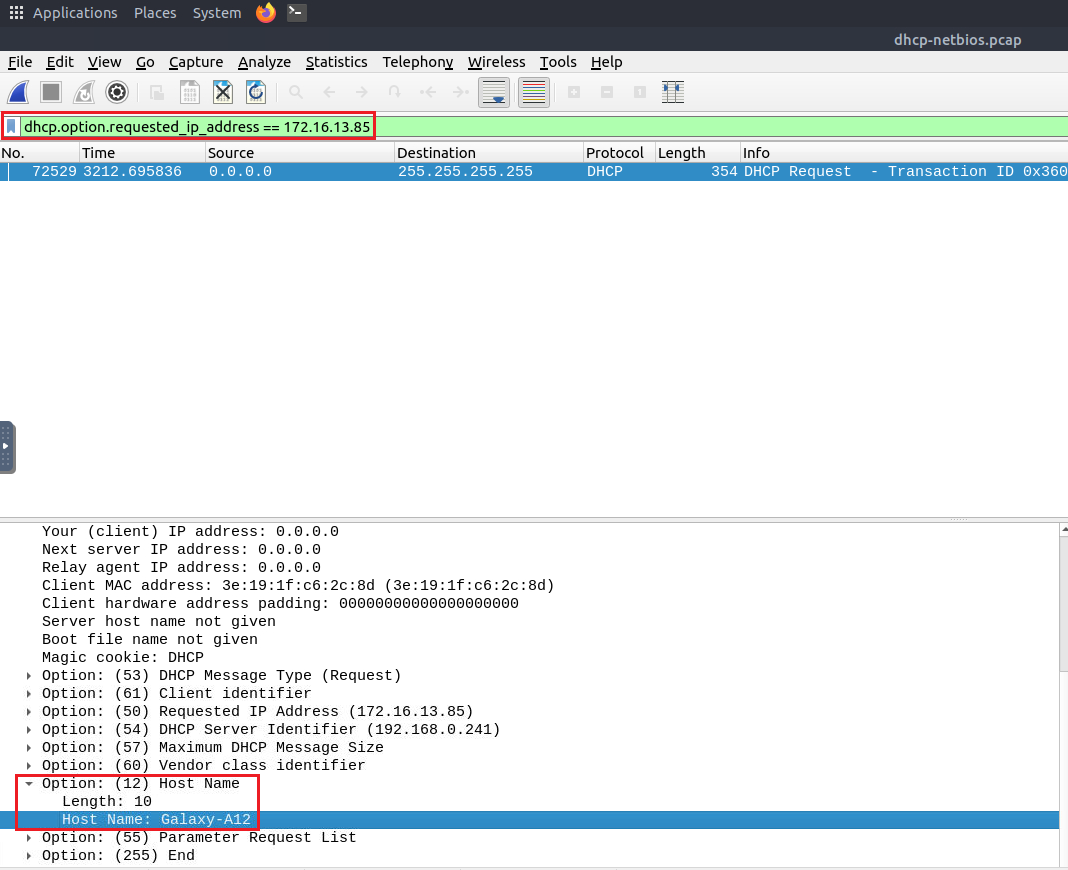 Applications Places System
dhcp-netbios.pcap
File Edit View Go Capture Analyze Statistics Telephony Wireless Tools Help
dhcp.option.requested_ip_address == 172.16.13.85
No. Time Source Destination Protocol Length Info
72529 3212.695836 0.0.0.0 255.255.255.255 DHCP 354 DHCP Request - Transaction ID 0x360
Your (client) IP address: 0.0.0.0
Next server IP address: 0.0.0.0
Relay agent IP address: 0.0.0.0
Client MAC address: 3e:19:1f:c6:2c:8d (3e:19:1f:c6:2c:8d)
Client hardware address padding: 00000000000000000000
Server host name not given
Boot file name not given
Magic cookie: DHCP
Option: (53) DHCP Message Type (Request)
Option: (61) Client identifier
Option: (50) Requested IP Address (172.16.13.85)
Option: (54) DHCP Server Identifier (192.168.0.241)
Option: (57) Maximum DHCP Message Size
Option: (60) Vendor class identifier
Option: (12) Host Name
Length: 10
Host Name: Galaxy-A12
Option: (55) Parameter Request List
Option: (255) End